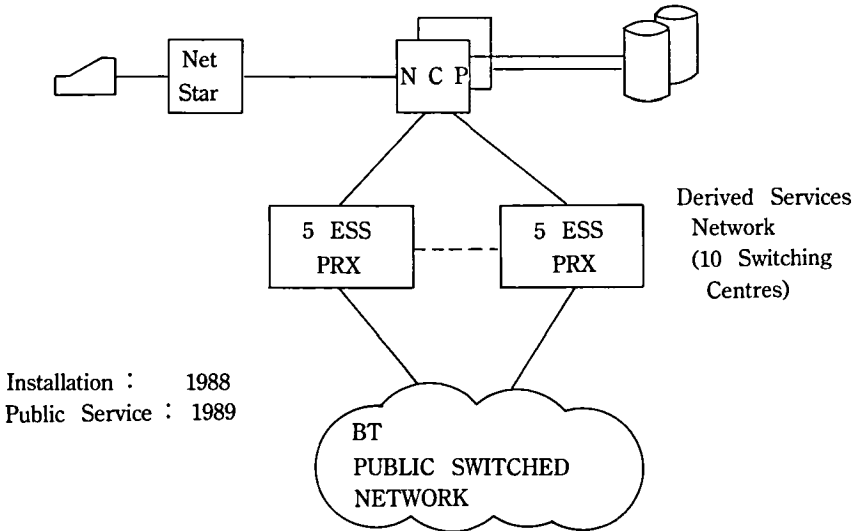 Net
Star
N C P
5 ESS
PRX
5 ESS
PRX
Derived Services
Network
(10 Switching
Centres)
Installation : 1988
Public Service : 1989
BT
PUBLIC SWITCHED
NETWORK